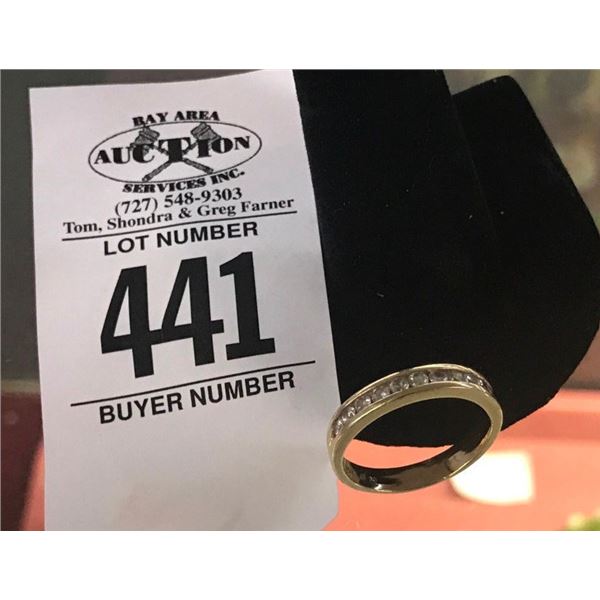 BAY AREA
AUCTION
SERVICES INC.
(727) 548-9303
Tom, Shondra & Greg Farner
LOT NUMBER
441
BUYER NUMBER